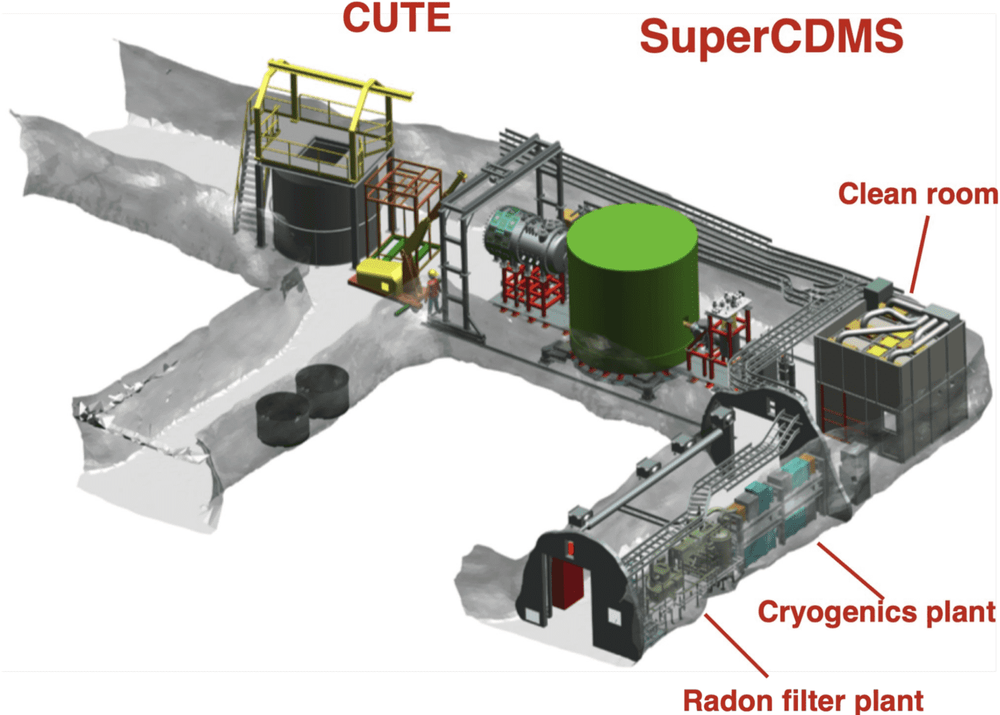 CUTE
SuperCDMS
Clean room
Cryogenics plant
Radon filter plant